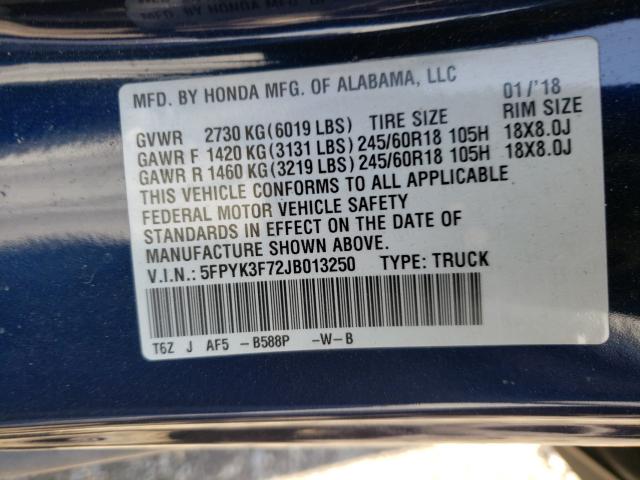 MFD. BY HONDA MFG. OF ALABAMA, LLC 01/'18
GVWR 2730 KG(6019 LBS) TIRE SIZE RIM SIZE
GAWR F 1420 KG(3131 LBS) 245/60R18 105H 18X8.0J
GAWR R 1460 KG(3219 LBS) 245/60R18 105H 18X8.0J
THIS VEHICLE CONFORMS TO ALL APPLICABLE
FEDERAL MOTOR VEHICLE SAFETY
STANDARDS IN EFFECT ON THE DATE OF
MANUFACTURE SHOWN ABOVE.
V.I.N.: 5FPYK3F72JB013250 TYPE: TRUCK
T6Z J AF5 -B588P -W-B